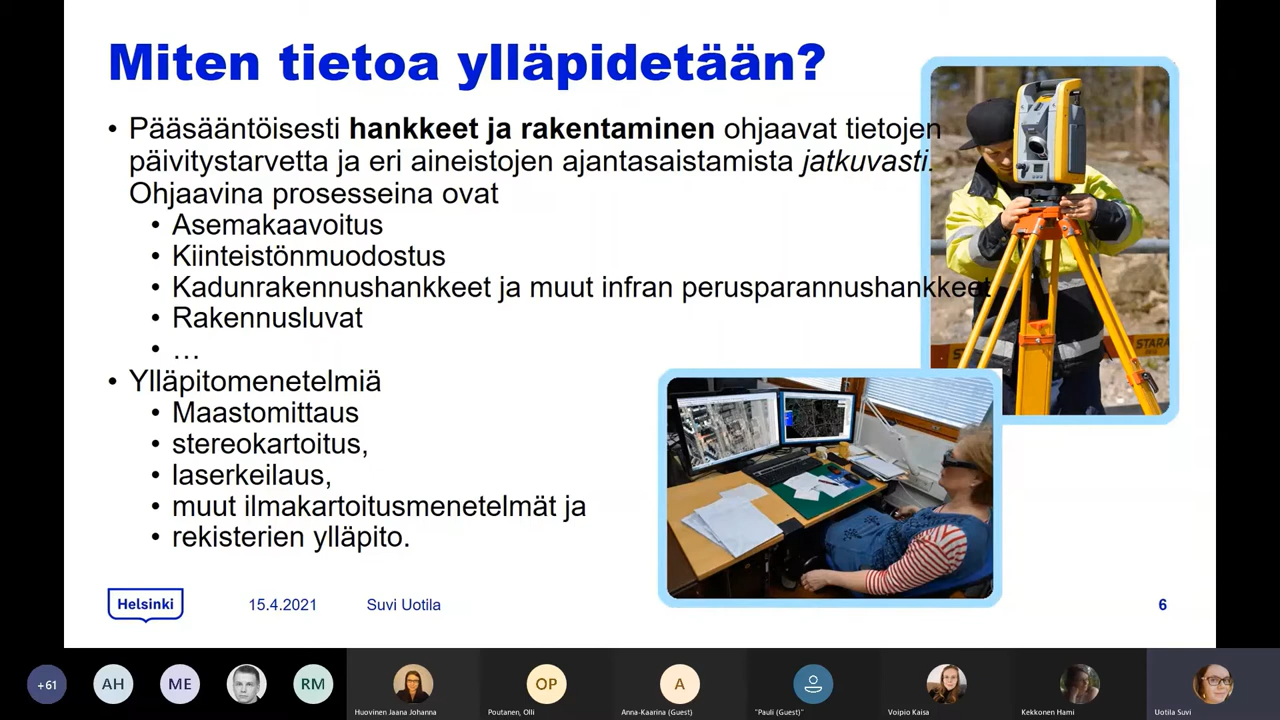 Miten tietoa ylläpidetään?
• Pääsääntöisesti hankkeet ja rakentaminen ohjaavat tietojen
päivitystarvetta ja eri aineistojen ajantasaistamista jatkuvasti.
Ohjaavina prosesseina ovat
• Asemakaavoitus
• Kiinteistönmuodostus
• Kadunrakennushankkeet ja muut infran perusparannushankkeet
• Rakennusluvat
• …
STARA
• Ylläpitomenetelmiä
• Maastomittaus
• stereokartoitus,
• laserkeilaus,
• muut ilmakartoitusmenetelmät ja
• rekisterien ylläpito.
Helsinki 15.4.2021 Suvi Uotila 6
+61 AH ME RM OP A
Huovinen Jaana Johanna Poutanen, Olli Anna-Kaarina (Guest) "Pauli (Guest)" Voipio Kaisa Kekkonen Hami Uotila Suvi